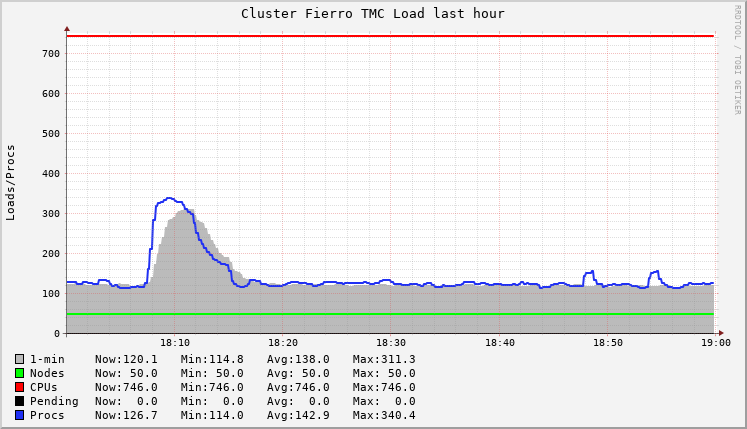 Cluster Fierro TMC Load last hour
RRDTOOL / TOBI OETIKER
Loads/Procs
700
600
500
400
300
200
100
0
18:10 18:20 18:30 18:40 18:50 19:00
1-min Now:120.1 Min:114.8 Avg:138.0 Max:311.3
Nodes Now: 50.0 Min: 50.0 Avg: 50.0 Max: 50.0
CPUs Now:746.0 Min:746.0 Avg:746.0 Max:746.0
Pending Now: 0.0 Min: 0.0 Avg: 0.0 Max: 0.0
Procs Now:126.7 Min:114.0 Avg:142.9 Max:340.4